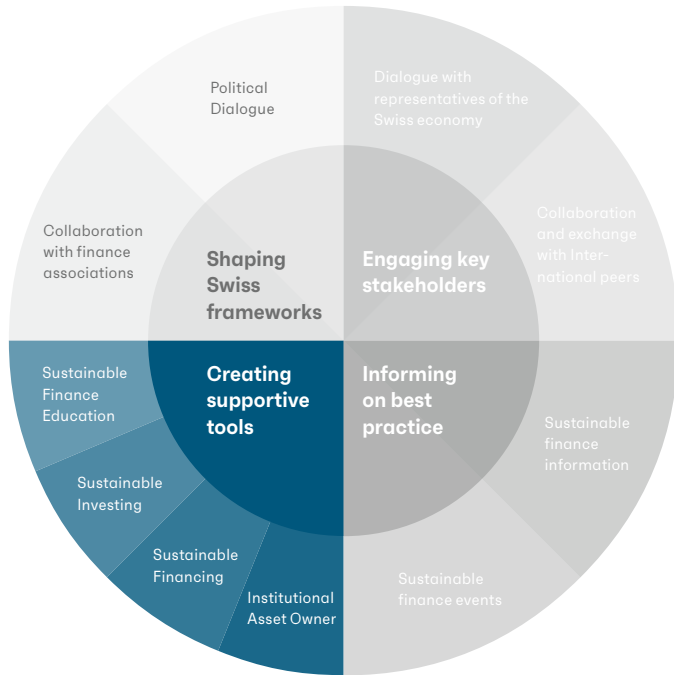 Political
Dialogue
Dialogue with
representatives of the
Swiss economy
Collaboration
with finance
associations
Shaping
Swiss
frameworks
Engaging key
stakeholders
Collaboration
and exchange
with Inter-
national peers
Sustainable
Finance
Education
Creating
supportive
tools
Informing
on best
practice
Sustainable
finance
information
Sustainable
Investing
Sustainable
Financing
Institutional
Asset Owner
Sustainable
finance events